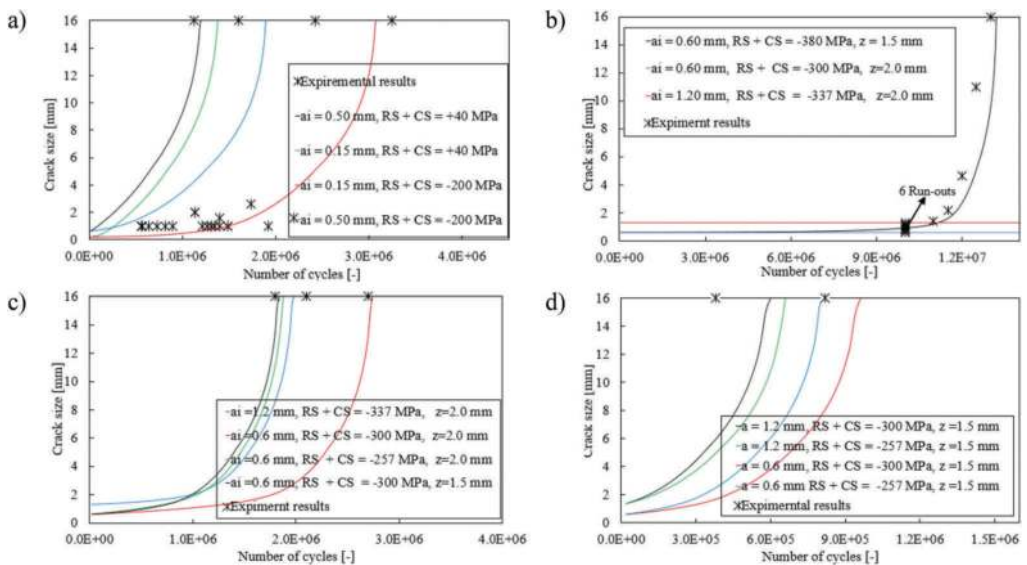 a)
16
14
12
10
8
6
4
2
0
Crack size [mm]
Expiremental results
ai = 0.50 mm, RS + CS = +40 MPa
ai = 0.15 mm, RS + CS = +40 MPa
ai = 0.15 mm, RS + CS = -200 MPa
ai = 0.50 mm, RS + CS = -200 MPa
0.0E+00 1.0E+06 2.0E+06 3.0E+06 4.0E+06
Number of cycles [-]
b)
16
14
12
10
8
6
4
2
0
Crack size [mm]
ai = 0.60 mm, RS + CS = -380 MPa, z = 1.5 mm
ai = 0.60 mm, RS + CS = -300 MPa, z=2.0 mm
ai = 1.20 mm, RS + CS = -337 MPa, z=2.0 mm
Expimernt results
6 Run-outs
0.0E+00 3.0E+06 6.0E+06 9.0E+06 1.2E+07
Number of cycles [-]
c)
16
14
12
10
8
6
4
2
0
Crack size [mm]
ai=1.2 mm, RS + CS = -337 MPa, z=2.0 mm
ai=0.6 mm, RS + CS = -300 MPa, z=2.0 mm
ai=0.6 mm, RS + CS = -257 MPa, z=2.0 mm
ai=0.6 mm, RS + CS = -300 MPa, z=1.5 mm
Expimernt results
0.0E+00 1.0E+06 2.0E+06 3.0E+06 4.0E+06
Number of cycles [-]
d)
16
14
12
10
8
6
4
2
0
Crack size [mm]
a = 1.2 mm, RS + CS = -300 MPa, z=1.5 mm
a = 1.2 mm, RS + CS = -257 MPa, z=1.5 mm
a = 0.6 mm, RS + CS = -300 MPa, z=1.5 mm
a = 0.6 mm RS + CS = -257 MPa, z=1.5 mm
Expimerntal results
0.0E+00 3.0E+05 6.0E+05 9.0E+05 1.2E+06 1.5E+06
Number of cycles [-]